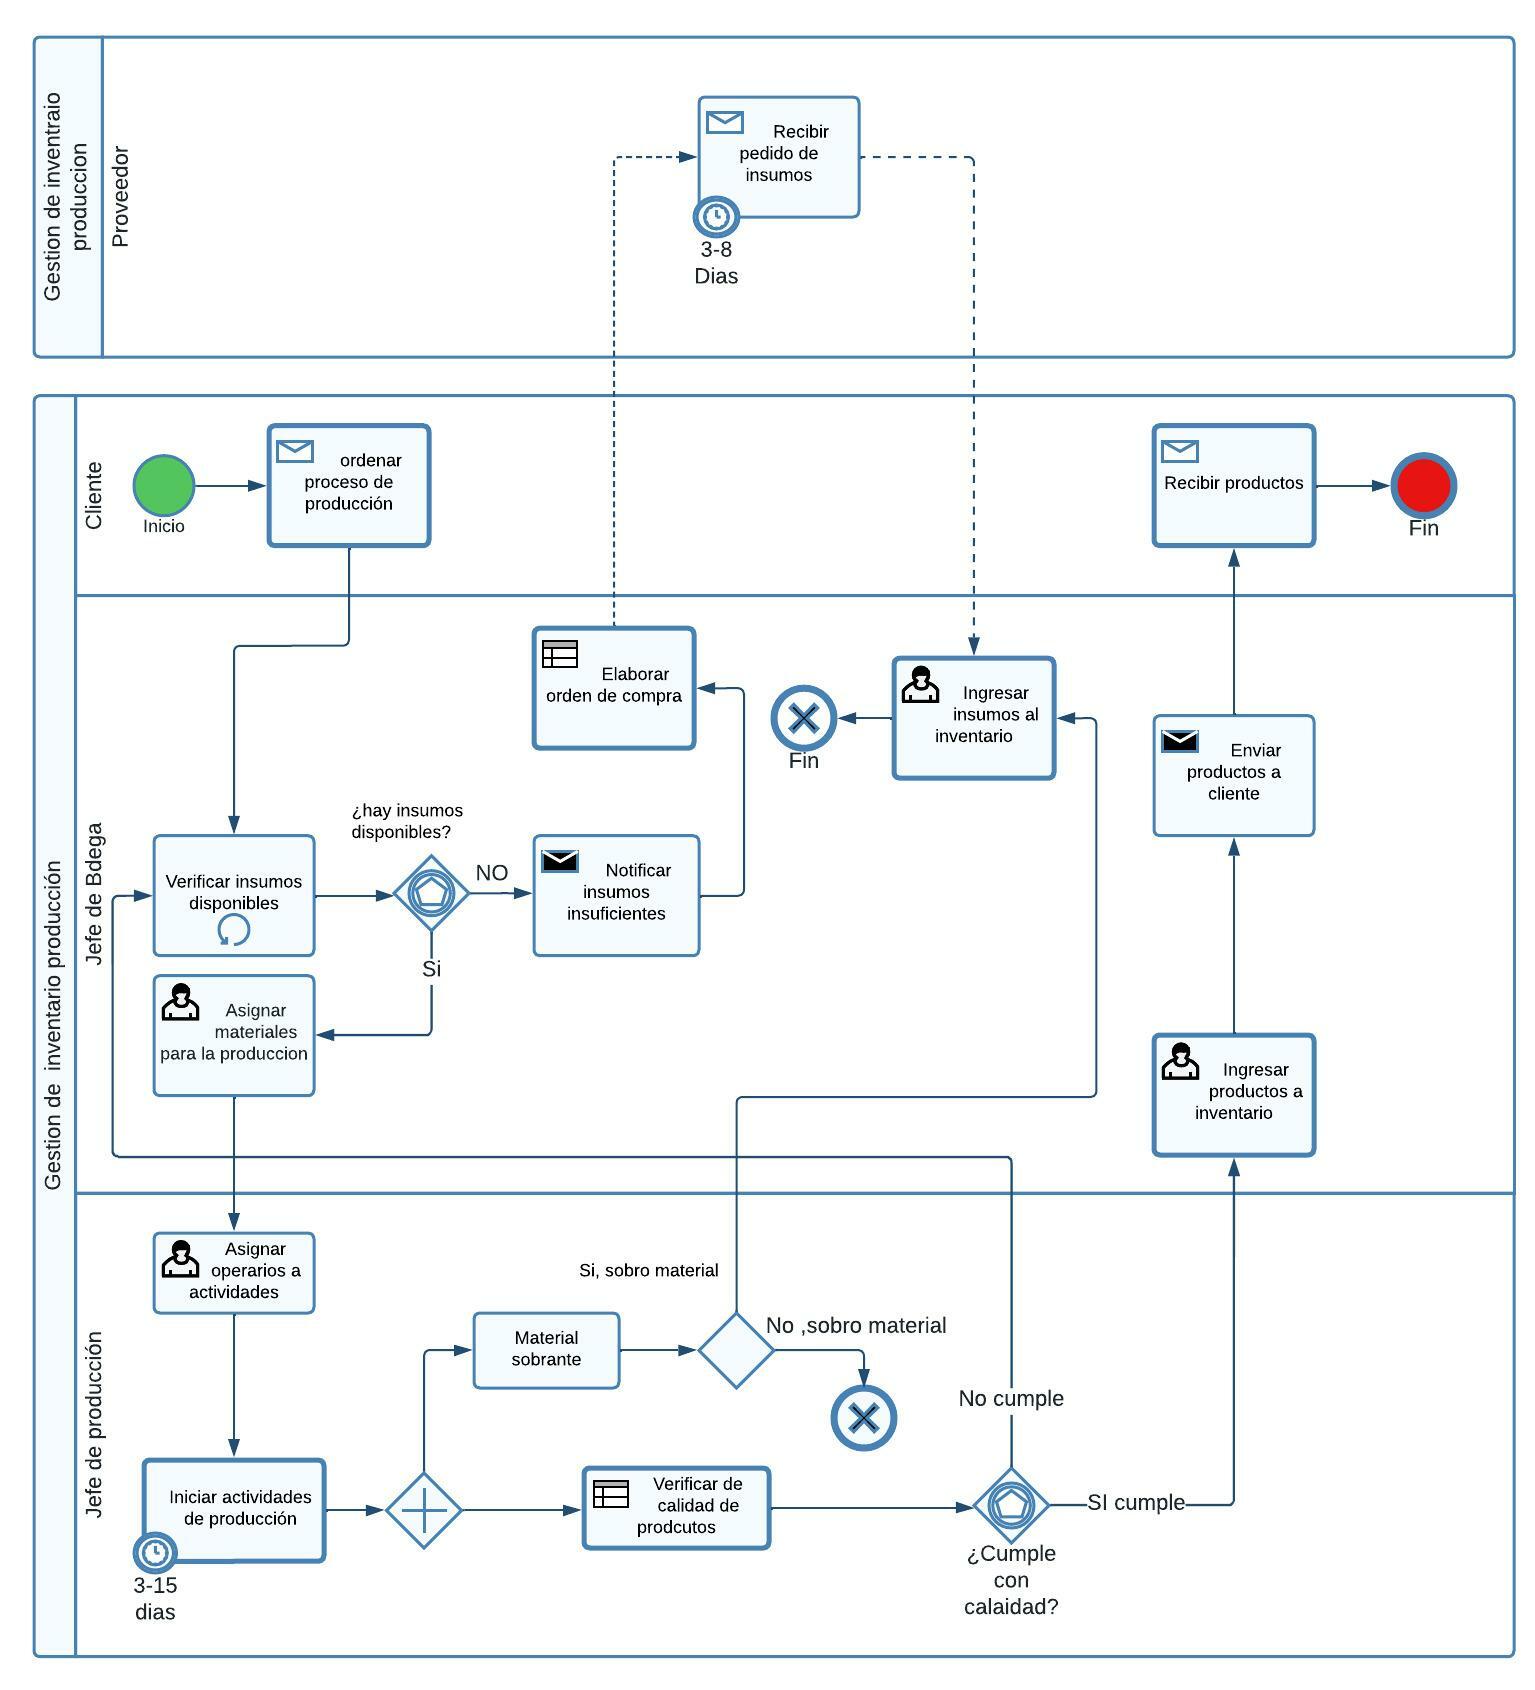 Gestion de inventraio
produccion
Proveedor
Recibir
pedido de
insumos
3-8
Dias
Gestion de  inventario producción
Cliente
Inicio
ordenar
proceso de
producción
Recibir productos
Fin
Jefe de Bdega
Elaborar
orden de compra
Fin
Ingresar
insumos al
inventario
Enviar
productos a
cliente
Verificar insumos
disponibles
¿hay insumos
disponibles?
NO
Si
Notificar
insumos
insuficientes
Asignar
materiales
para la produccion
Ingresar
productos a
inventario
Jefe de producción
Asignar
operarios a
actividades
Si, sobro material
Material
sobrante
No ,sobro material
No cumple
Iniciar actividades
de producción
3-15
dias
Verificar de
calidad de
prodcutos
SI cumple
¿Cumple
con
calaidad?